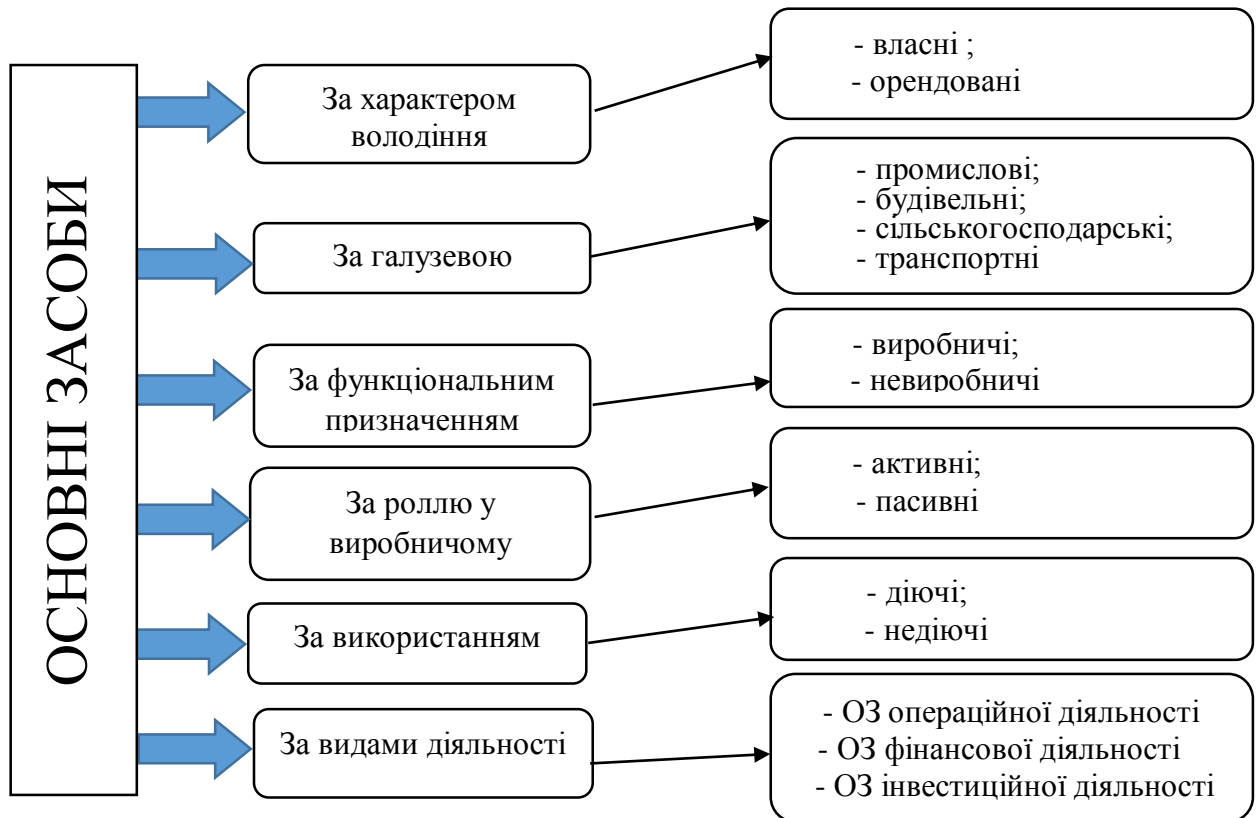 ОСНОВНІ ЗАСОБИ
За характером
володіння
- власні ;
- орендовані
За галузевою
- промислові;
- будівельні;
- сільськогосподарські;
- транспортні
За функціональним
призначенням
- виробничі;
- невиробничі
За роллю у
виробничому
- активні;
- пасивні
За використанням
- діючі;
- недіючі
За видами діяльності
- ОЗ операційної діяльності
- ОЗ фінансової діяльності
- ОЗ інвестиційної діяльності